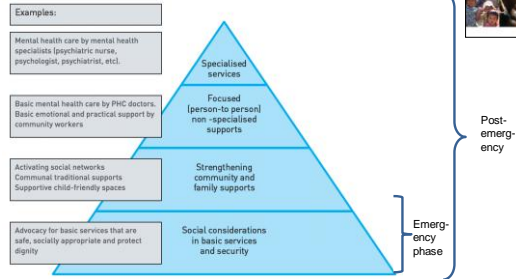 Examples:
Mental health care by mental health
specialists (psychiatric nurse,
psychologist, psychiatrist, etc).
Specialised
services
Basic mental health care by PHC doctors.
Basic emotional and practical support by
community workers
Focused
(person-to person)
non -specialised
supports
Activating social networks
Communal traditional supports
Supportive child-friendly spaces
Strengthening
community and
family supports
Advocacy for basic services that are
safe, socially appropriate and protect
dignity
Social considerations
in basic services
and security
Emerg-
ency
phase
Post-
emerg-
ency